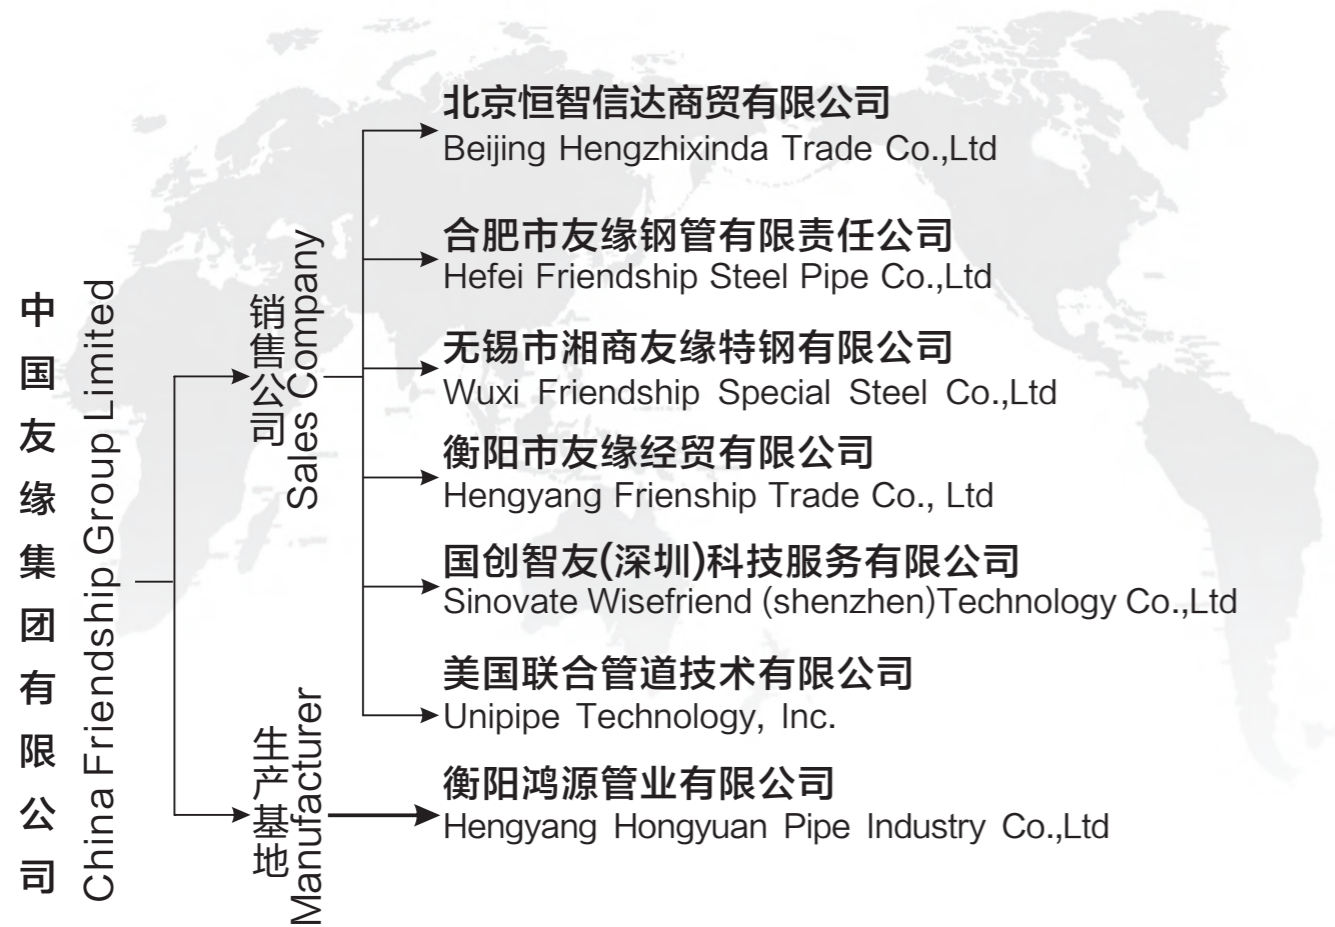 中国友缘集团有限公司
China Friendship Group Limited
销售公司
Sales Company
北京恒智信达商贸有限公司
Beijing Hengzhixinda Trade Co.,Ltd
合肥市友缘钢管有限责任公司
Hefei Friendship Steel Pipe Co.,Ltd
无锡市湘商友缘特钢有限公司
Wuxi Friendship Special Steel Co.,Ltd
衡阳市友缘经贸有限公司
Hengyang Frienship Trade Co., Ltd
国创智友(深圳)科技服务有限公司
Sinovate Wisefriend (shenzhen)Technology Co.,Ltd
美国联合管道技术有限公司
Unipipe Technology, Inc.
生产基地
Manufacturer
衡阳鸿源管业有限公司
Hengyang Hongyuan Pipe Industry Co.,Ltd